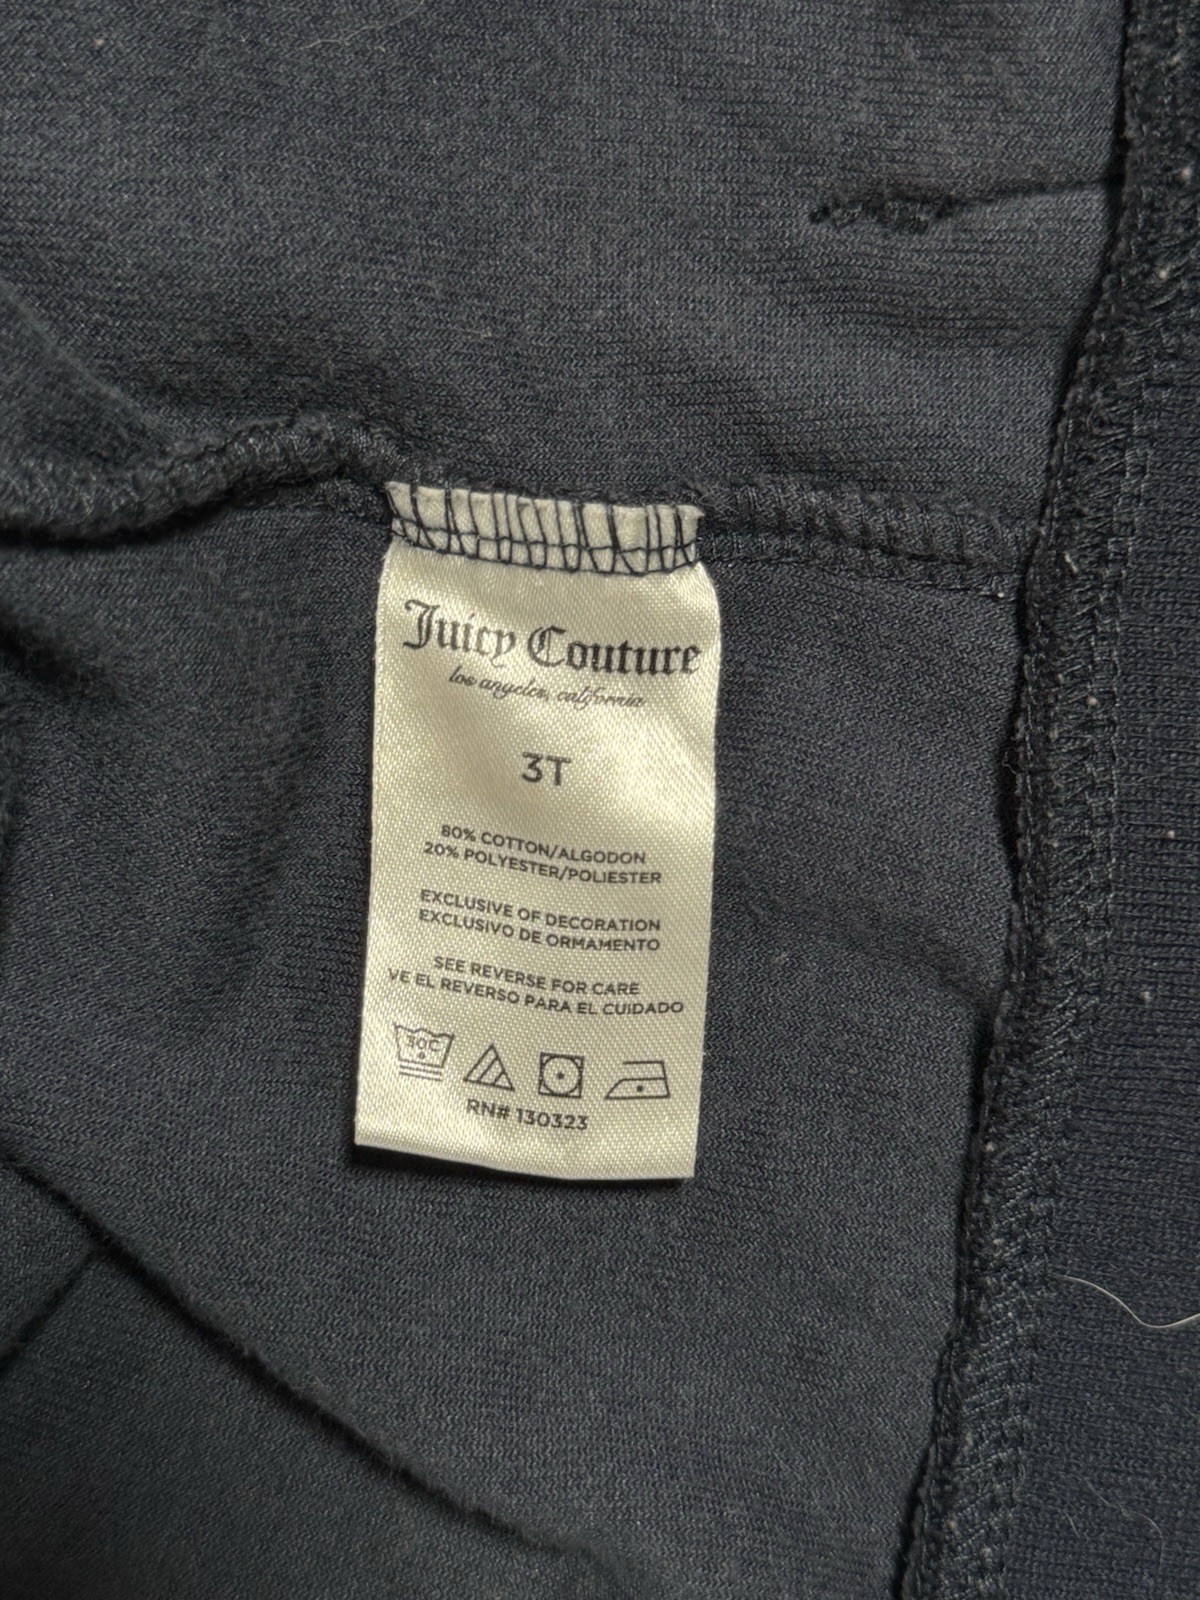 Juicy Couture
los angeles, california
3T
80% COTTON/ALGODON
20% POLYESTER/POLIESTER
EXCLUSIVE OF DECORATION
EXCLUSIVO DE ORMAMENTO
SEE REVERSE FOR CARE
VE EL REVERSO PARA EL CUIDADO
30C
RN# 130323